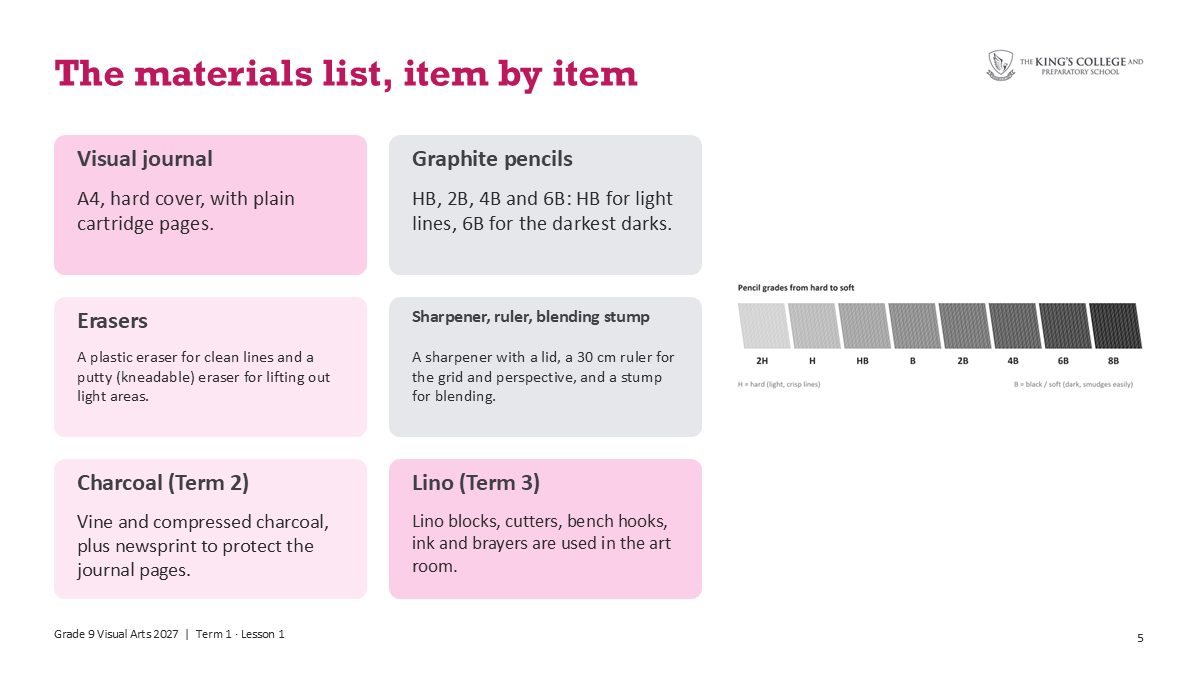 The materials list, item by item
THE KING'S COLLEGE AND
PREPARATORY SCHOOL
Visual journal
A4, hard cover, with plain
cartridge pages.
Graphite pencils
HB, 2B, 4B and 6B: HB for light
lines, 6B for the darkest darks.
Erasers
A plastic eraser for clean lines and a
putty (kneadable) eraser for lifting out
light areas.
Sharpener, ruler, blending stump
A sharpener with a lid, a 30 cm ruler for
the grid and perspective, and a stump
for blending.
Charcoal (Term 2)
Vine and compressed charcoal,
plus newsprint to protect the
journal pages.
Lino (Term 3)
Lino blocks, cutters, bench hooks,
ink and brayers are used in the art
room.
Pencil grades from hard to soft
2H H HB B 2B 4B 6B 8B
H = hard (light, crisp lines) B = black / soft (dark, smudges easily)
Grade 9 Visual Arts 2027 | Term 1 · Lesson 1
5